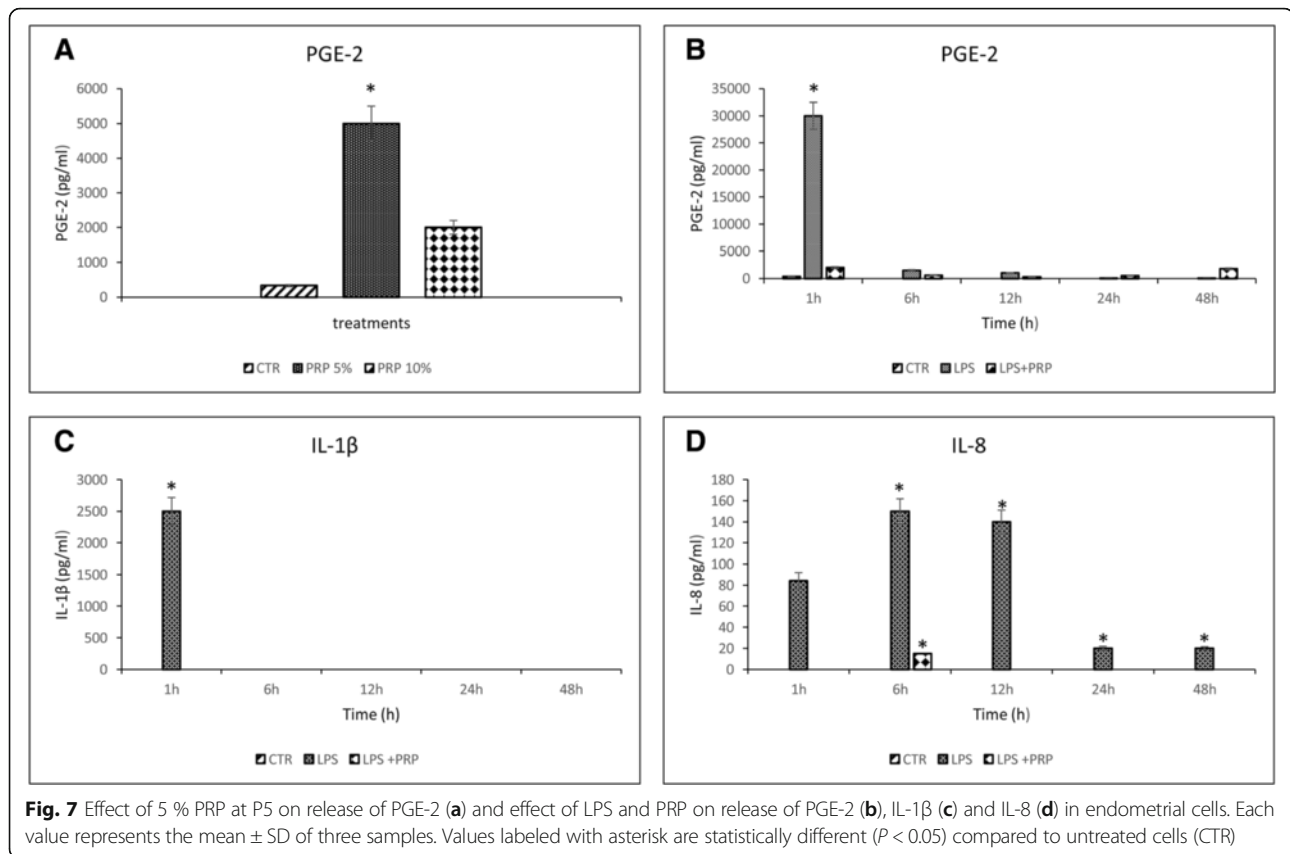 A
PGE-2
*
6000
5000
4000
3000
2000
1000
0
PGE-2 (pg/ml)
treatments
CTR PRP 5% PRP 10%
B
PGE-2
*
35000
30000
25000
20000
15000
10000
5000
0
PGE-2 (pg/ml)
1h 6h 12h 24h 48h
Time (h)
CTR LPS LPS+PRP
C
IL-1β
*
3000
2500
2000
1500
1000
500
0
IL-1β (pg/ml)
1h 6h 12h 24h 48h
Time (h)
CTR LPS LPS +PRP
D
IL-8
* * * * *
180
160
140
120
100
80
60
40
20
0
IL-8 (pg/ml)
1h 6h 12h 24h 48h
Time (h)
CTR LPS LPS +PRP
Fig. 7 Effect of 5 % PRP at P5 on release of PGE-2 (a) and effect of LPS and PRP on release of PGE-2 (b), IL-1β (c) and IL-8 (d) in endometrial cells. Each
value represents the mean ± SD of three samples. Values labeled with asterisk are statistically different (P < 0.05) compared to untreated cells (CTR)